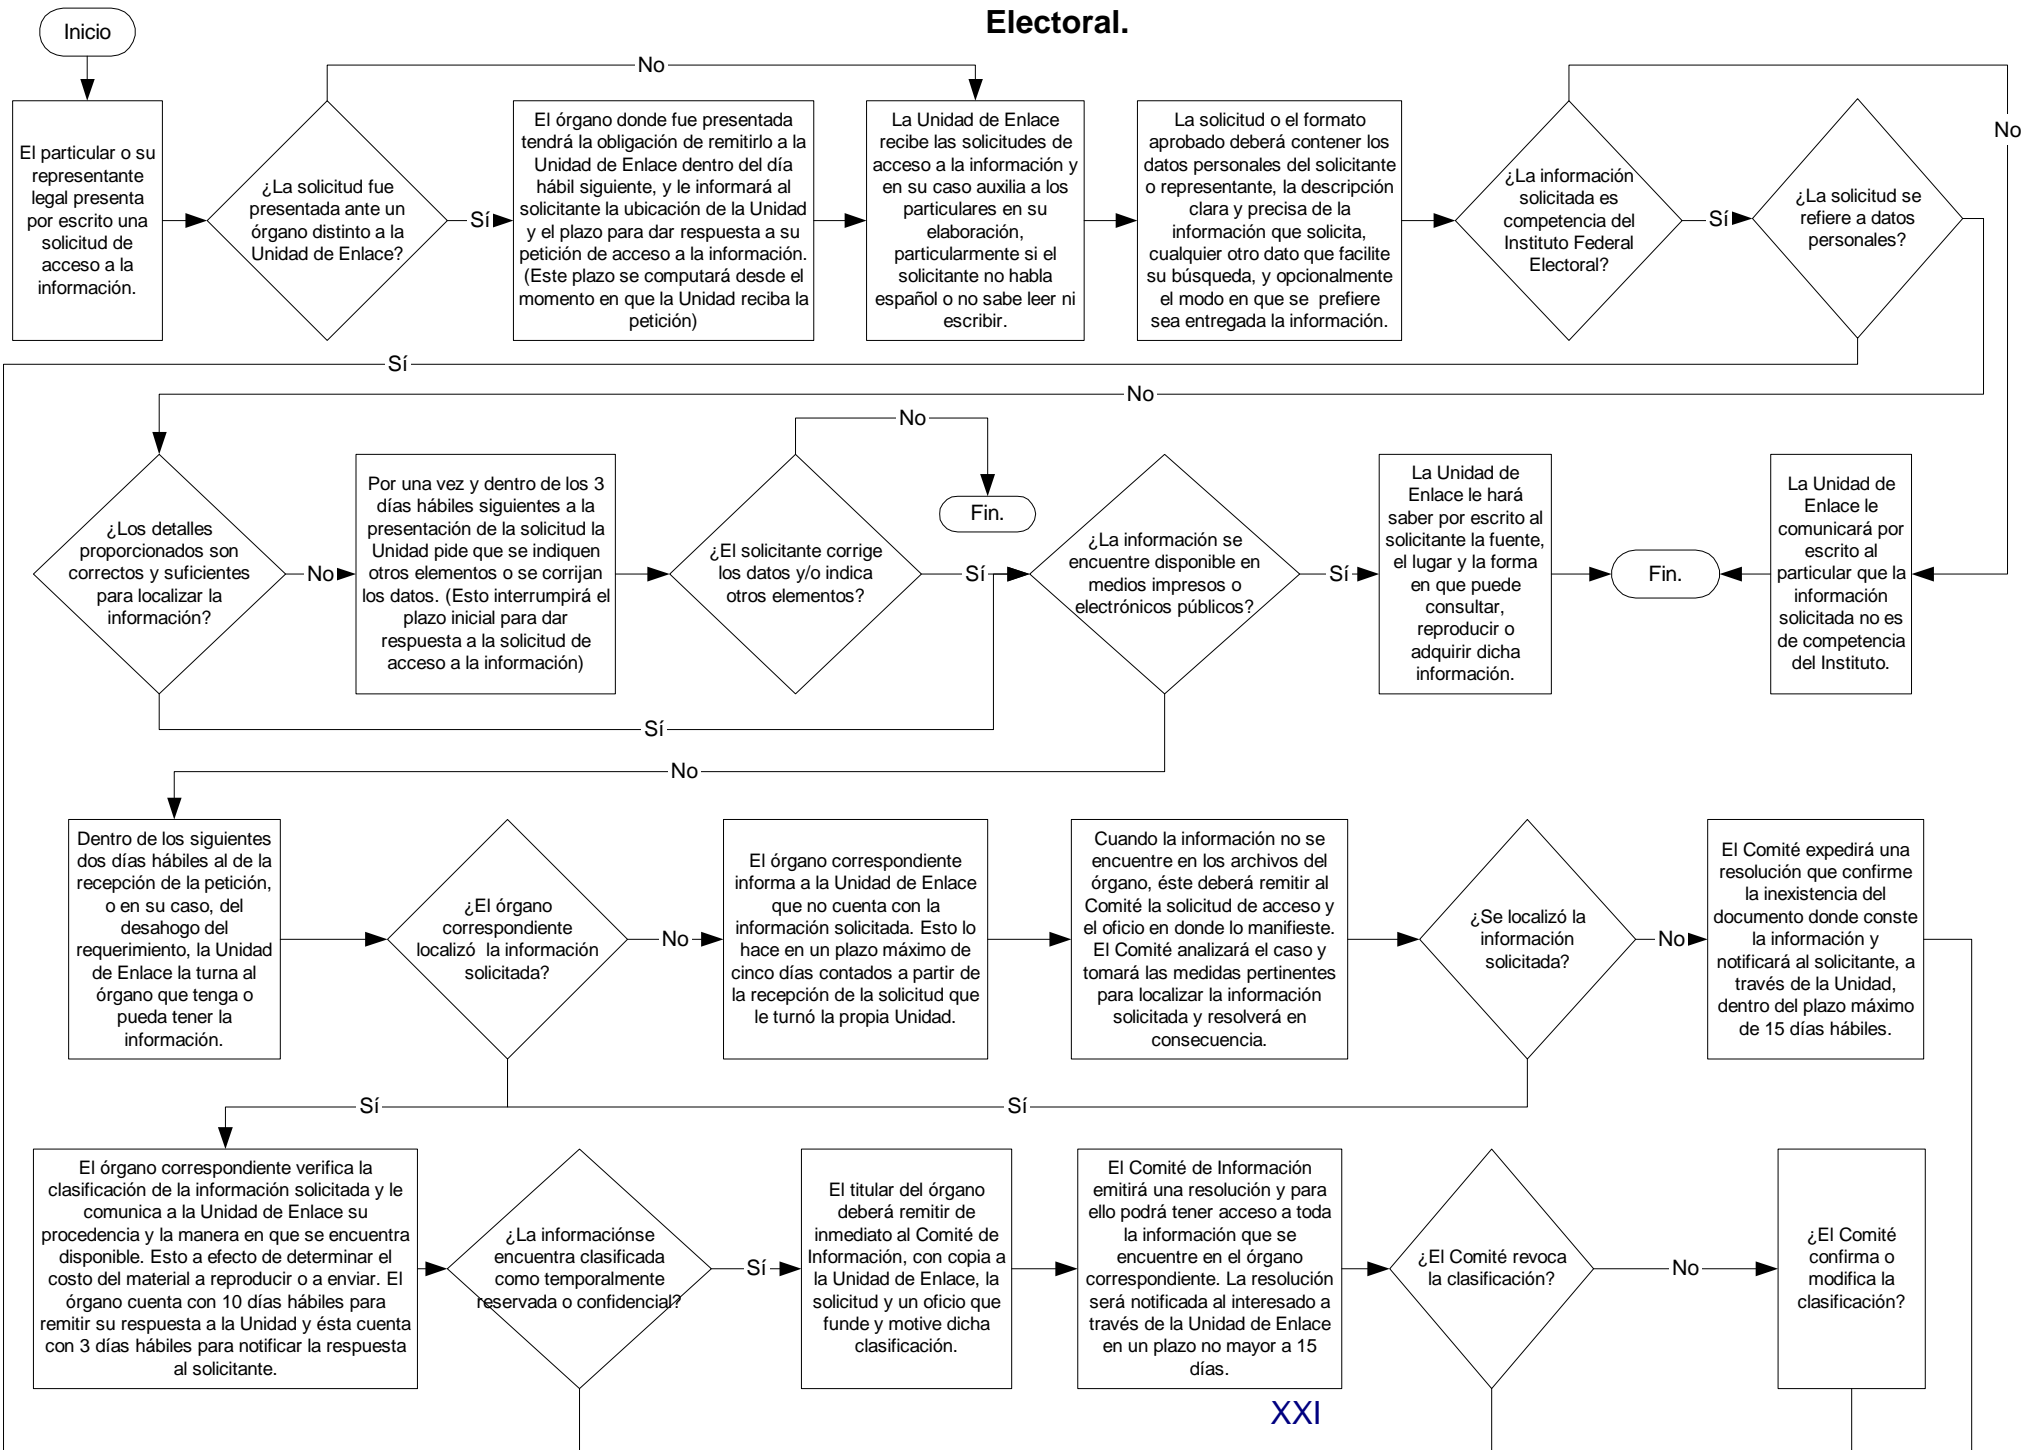 Electoral.
Inicio
El particular o su
representante
legal presenta
por escrito una
solicitud de
acceso a la
información.
¿La solicitud fue
presentada ante un
órgano distinto a la
Unidad de Enlace?
No
Sí
El órgano donde fue presentada
tendrá la obligación de remitirlo a la
Unidad de Enlace dentro del día
hábil siguiente, y le informará al
solicitante la ubicación de la Unidad
y el plazo para dar respuesta a su
petición de acceso a la información.
(Este plazo se computará desde el
momento en que la Unidad reciba la
petición)
La Unidad de Enlace
recibe las solicitudes de
acceso a la información y
en su caso auxilia a los
particulares en su
elaboración,
particularmente si el
solicitante no habla
español o no sabe leer ni
escribir.
La solicitud o el formato
aprobado deberá contener los
datos personales del solicitante
o representante, la descripción
clara y precisa de la
información que solicita,
cualquier otro dato que facilite
su búsqueda, y opcionalmente
el modo en que se  prefiere
sea entregada la información.
¿La información
solicitada es
competencia del
Instituto Federal
Electoral?
No
Sí
¿La solicitud se
refiere a datos
personales?
Sí
No
¿Los detalles
proporcionados son
correctos y suficientes
para localizar la
información?
No
Por una vez y dentro de los 3
días hábiles siguientes a la
presentación de la solicitud la
Unidad pide que se indiquen
otros elementos o se corrijan
los datos. (Esto interrumpirá el
plazo inicial para dar
respuesta a la solicitud de
acceso a la información)
¿El solicitante corrige
los datos y/o indica
otros elementos?
No
Fin.
Sí
¿La información se
encuentre disponible en
medios impresos o
electrónicos públicos?
Sí
La Unidad de
Enlace le hará
saber por escrito al
solicitante la fuente,
el lugar y la forma
en que puede
consultar,
reproducir o
adquirir dicha
información.
Fin.
La Unidad de
Enlace le
comunicará por
escrito al
particular que la
información
solicitada no es
de competencia
del Instituto.
Sí
No
Dentro de los siguientes
dos días hábiles al de la
recepción de la petición,
o en su caso, del
desahogo del
requerimiento, la Unidad
de Enlace la turna al
órgano que tenga o
pueda tener la
información.
¿El órgano
correspondiente
localizó  la información
solicitada?
No
El órgano correspondiente
informa a la Unidad de Enlace
que no cuenta con la
información solicitada. Esto lo
hace en un plazo máximo de
cinco días contados a partir de
la recepción de la solicitud que
le turnó la propia Unidad.
Cuando la información no se
encuentre en los archivos del
órgano, éste deberá remitir al
Comité la solicitud de acceso y
el oficio en donde lo manifieste.
El Comité analizará el caso y
tomará las medidas pertinentes
para localizar la información
solicitada y resolverá en
consecuencia.
¿Se localizó la
información
solicitada?
No
El Comité expedirá una
resolución que confirme
la inexistencia del
documento donde conste
la información y
notificará al solicitante, a
través de la Unidad,
dentro del plazo máximo
de 15 días hábiles.
Sí
Sí
El órgano correspondiente verifica la
clasificación de la información solicitada y le
comunica a la Unidad de Enlace su
procedencia y la manera en que se encuentra
disponible. Esto a efecto de determinar el
costo del material a reproducir o a enviar. El
órgano cuenta con 10 días hábiles para
remitir su respuesta a la Unidad y ésta cuenta
con 3 días hábiles para notificar la respuesta
al solicitante.
¿La informaciónse
encuentra clasificada
como temporalmente
reservada o confidencial?
Sí
El titular del órgano
deberá remitir de
inmediato al Comité de
Información, con copia a
la Unidad de Enlace, la
solicitud y un oficio que
funde y motive dicha
clasificación.
El Comité de Información
emitirá una resolución y para
ello podrá tener acceso a toda
la información que se
encuentre en el órgano
correspondiente. La resolución
será notificada al interesado a
través de la Unidad de Enlace
en un plazo no mayor a 15
días.
¿El Comité revoca
la clasificación?
No
¿El Comité
confirma o
modifica la
clasificación?
XXI